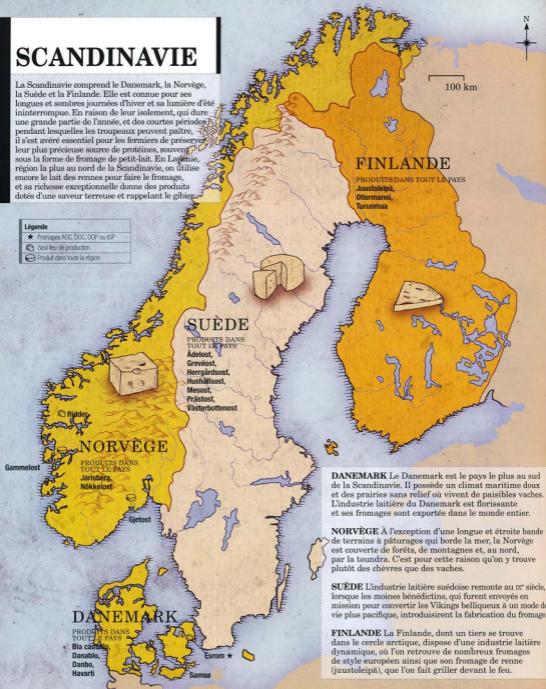 SCANDINAVIE
La Scandinavie comprend le Danemark, la Norvège,
la Suède et la Finlande. Elle est connue pour ses
longues et sombres journées d'hiver et sa lumière d'été
ininterrompue. En raison de leur isolement, qui dure
une grande partie de l'année, et des courtes périodes
pendant lesquelles les troupeaux peuvent paître,
il s'est avéré essentiel pour les fermiers de préserver
leur plus précieuse source de protéines, souvent
sous la forme de fromage de petit-lait. En Laponie,
région la plus au nord de la Scandinavie, on utilise
encore le lait des rennes pour faire le fromage,
et sa richesse exceptionnelle donne des produits
dotés d'une saveur terreuse et rappelant le gibier.
Légende
Fromages AOC, DOC, DOP ou IGP
Seul lieu de production
Produit dans toute la région
N
100 km
FINLANDE
PRODUITS DANS TOUT LE PAYS
Juustoleipä,
Oltermanni,
Turunmaa
SUÈDE
PRODUITS DANS
TOUT LE PAYS
Ädelost,
Grevéost,
Herrgårdsost,
Hushållsost,
Mesost,
Prästost,
Västerbottenost
Ridder
NORVÈGE
PRODUITS DANS
TOUT LE PAYS
Jarlsberg,
Nökkelost
Gammelost
Gjetost
DANEMARK
PRODUITS DANS
TOUT LE PAYS
Bla castello,
Danablu,
Danbo,
Havarti
Esrom
Samsø
DANEMARK Le Danemark est le pays le plus au sud
de la Scandinavie. Il possède un climat maritime doux
et des prairies sans relief où vivent de paisibles vaches.
L'industrie laitière du Danemark est florissante
et ses fromages sont exportés dans le monde entier.
NORVÈGE À l'exception d'une longue et étroite bande
de terrains à pâturages qui borde la mer, la Norvège
est couverte de forêts, de montagnes et, au nord,
par la toundra. C'est pour cette raison qu'on y trouve
plutôt des chèvres que des vaches.
SUÈDE L'industrie laitière suédoise remonte au IXe siècle,
lorsque les moines bénédictins, qui furent envoyés en
mission pour convertir les Vikings belliqueux à un mode de
vie plus pacifique, introduisirent la fabrication du fromage.
FINLANDE La Finlande, dont un tiers se trouve
dans le cercle arctique, dispose d'une industrie laitière
dynamique, où l'on retrouve de nombreux fromages
de style européen ainsi que son fromage de renne
(juustoleipä), que l'on fait griller devant le feu.